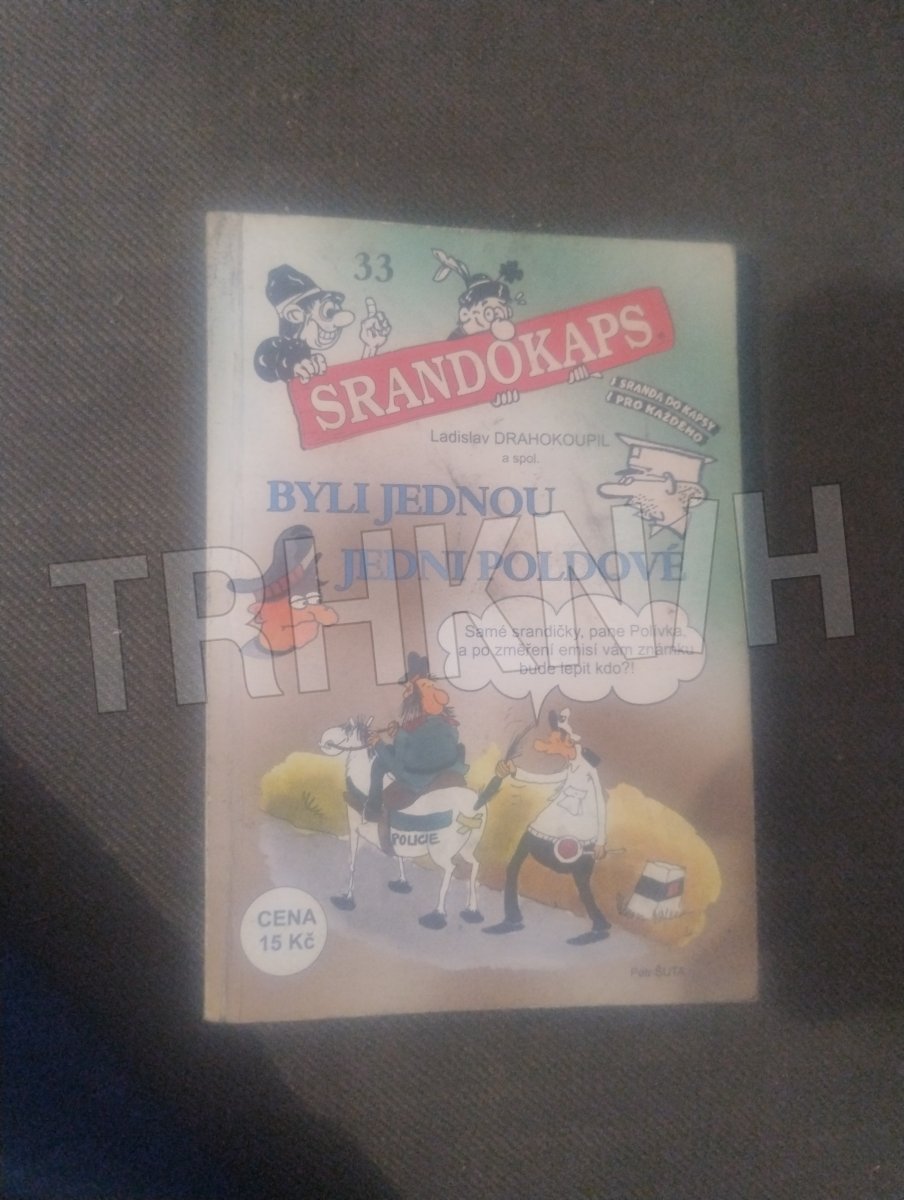 33
SRANDOKAPS
SRANDA DO KAPSY
PRO KAŽDÉHO
Ladislav DRAHOKOUPIL
a spol.
BYLI JEDNOU
JEDNI POLDOVÉ
TRHKNIH
Samé srandičky, pane Polívka,
a po změření emisí vám známku
bude lepit kdo?!
POLICIE
CENA
15 Kč
Petr ŠUTA